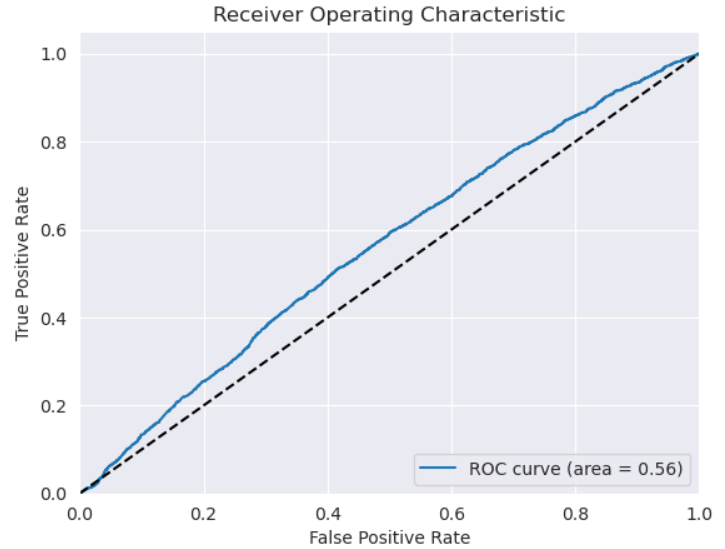 Receiver Operating Characteristic
True Positive Rate
1.0
0.8
0.6
0.4
0.2
0.0
ROC curve (area = 0.56)
0.0 0.2 0.4 0.6 0.8 1.0
False Positive Rate